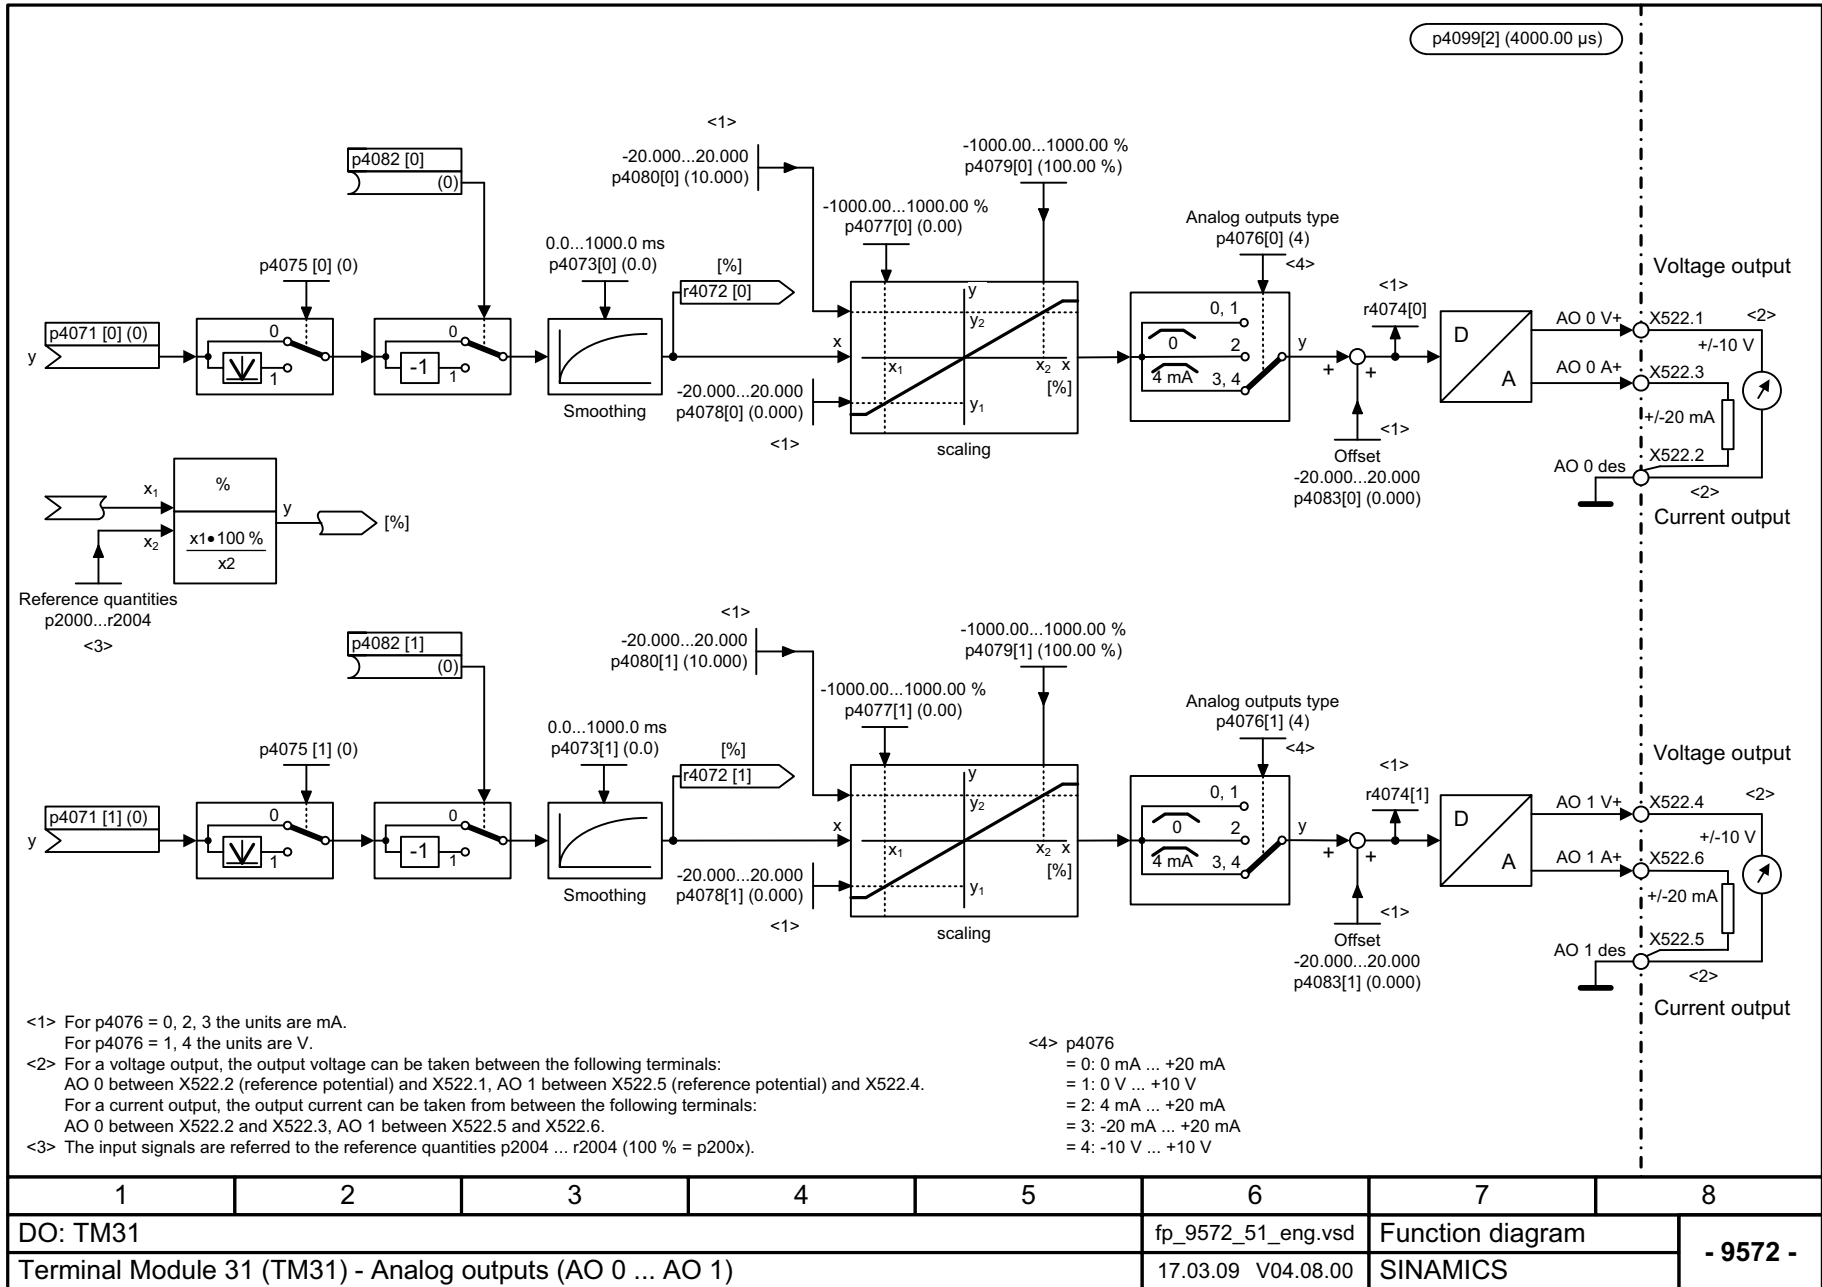 p4099[2] (4000.00 µs)
<1>
-20.000...20.000
p4080[0] (10.000)
-1000.00...1000.00 %
p4079[0] (100.00 %)
p4082 [0]
(0)
-1000.00...1000.00 %
p4077[0] (0.00)
Analog outputs type
p4076[0] (4)
<4>
0.0...1000.0 ms
p4073[0] (0.0)
p4075 [0] (0)
[%]
r4072 [0]
Voltage output
<1>
r4074[0]
p4071 [0] (0)
y
0
1
0
-1
1
Smoothing
x
-20.000...20.000
p4078[0] (0.000)
<1>
y
y2
x1
x2
x
[%]
y1
scaling
0, 1
0
2
4 mA
3, 4
y
+
+
<1>
Offset
-20.000...20.000
p4083[0] (0.000)
D
A
AO 0 V+
X522.1
<2>
+/-10 V
AO 0 A+
X522.3
+/-20 mA
AO 0 des
X522.2
<2>
Current output
x1
x2
%
x1•100 %
x2
y
[%]
Reference quantities
p2000...r2004
<3>
<1>
-20.000...20.000
p4080[1] (10.000)
-1000.00...1000.00 %
p4079[1] (100.00 %)
p4082 [1]
(0)
-1000.00...1000.00 %
p4077[1] (0.00)
Analog outputs type
p4076[1] (4)
<4>
0.0...1000.0 ms
p4073[1] (0.0)
p4075 [1] (0)
[%]
r4072 [1]
Voltage output
<1>
r4074[1]
p4071 [1] (0)
y
0
1
0
-1
1
Smoothing
x
-20.000...20.000
p4078[1] (0.000)
<1>
y
y2
x1
x2
x
[%]
y1
scaling
0, 1
0
2
4 mA
3, 4
y
+
+
<1>
Offset
-20.000...20.000
p4083[1] (0.000)
D
A
AO 1 V+
X522.4
<2>
+/-10 V
AO 1 A+
X522.6
+/-20 mA
AO 1 des
X522.5
<2>
Current output
<1> For p4076 = 0, 2, 3 the units are mA.
For p4076 = 1, 4 the units are V.
<2> For a voltage output, the output voltage can be taken between the following terminals:
AO 0 between X522.2 (reference potential) and X522.1, AO 1 between X522.5 (reference potential) and X522.4.
For a current output, the output current can be taken from between the following terminals:
AO 0 between X522.2 and X522.3, AO 1 between X522.5 and X522.6.
<3> The input signals are referred to the reference quantities p2004 ... r2004 (100 % = p200x).
<4> p4076
= 0: 0 mA ... +20 mA
= 1: 0 V ... +10 V
= 2: 4 mA ... +20 mA
= 3: -20 mA ... +20 mA
= 4: -10 V ... +10 V
1 2 3 4 5 6 7 8
DO: TM31
fp_9572_51_eng.vsd
Function diagram
- 9572 -
Terminal Module 31 (TM31) - Analog outputs (AO 0 ... AO 1)
17.03.09 V04.08.00
SINAMICS